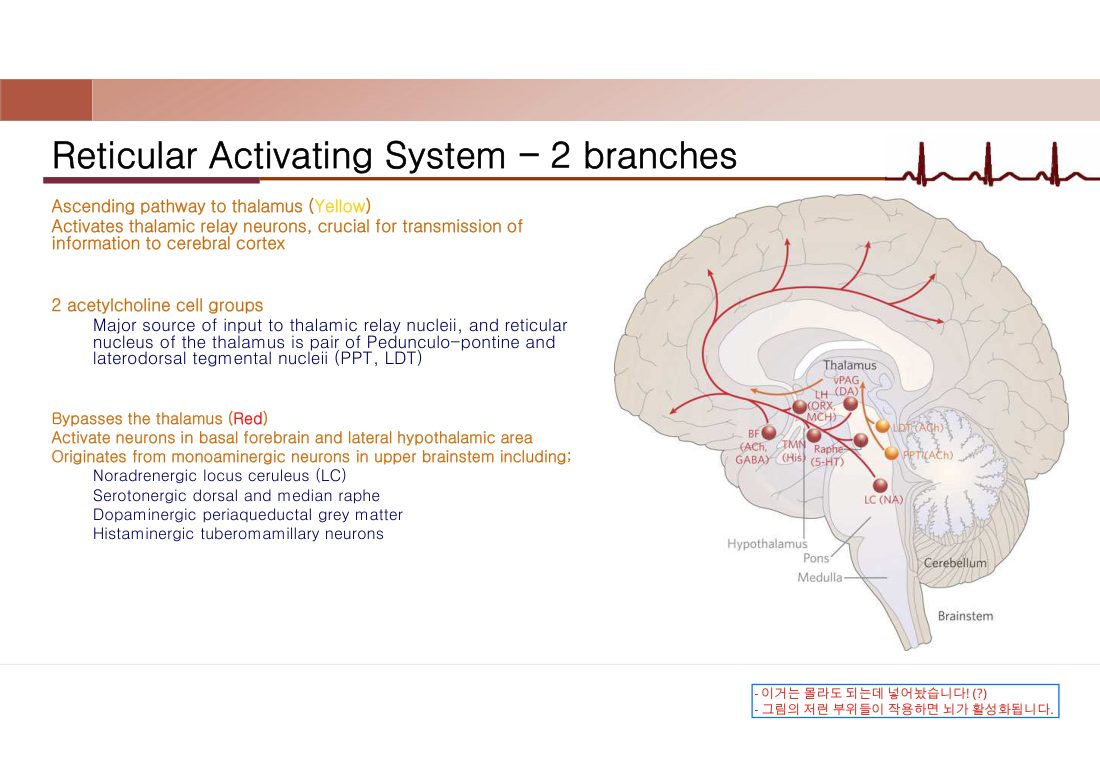 Reticular Activating System – 2 branches
Ascending pathway to thalamus (Yellow)
Activates thalamic relay neurons, crucial for transmission of
information to cerebral cortex
2 acetylcholine cell groups
Major source of input to thalamic relay nucleii, and reticular
nucleus of the thalamus is pair of Pedunculo-pontine and
laterodorsal tegmental nucleii (PPT, LDT)
Bypasses the thalamus (Red)
Activate neurons in basal forebrain and lateral hypothalamic area
Originates from monoaminergic neurons in upper brainstem including;
Noradrenergic locus ceruleus (LC)
Serotonergic dorsal and median raphe
Dopaminergic periaqueductal grey matter
Histaminergic tuberomamillary neurons
Thalamus
vPAG
(DA)
LH
(ORX,
MCH)
BF
(ACh,
GABA)
TMN
(His)
Raphe
(5-HT)
LDT (ACh)
PPT (ACh)
LC (NA)
Hypothalamus
Pons
Medulla
Cerebellum
Brainstem
- 이거는 몰라도 되는데 넣어놨습니다! (?)
- 그림의 저런 부위들이 작용하면 뇌가 활성화됩니다.